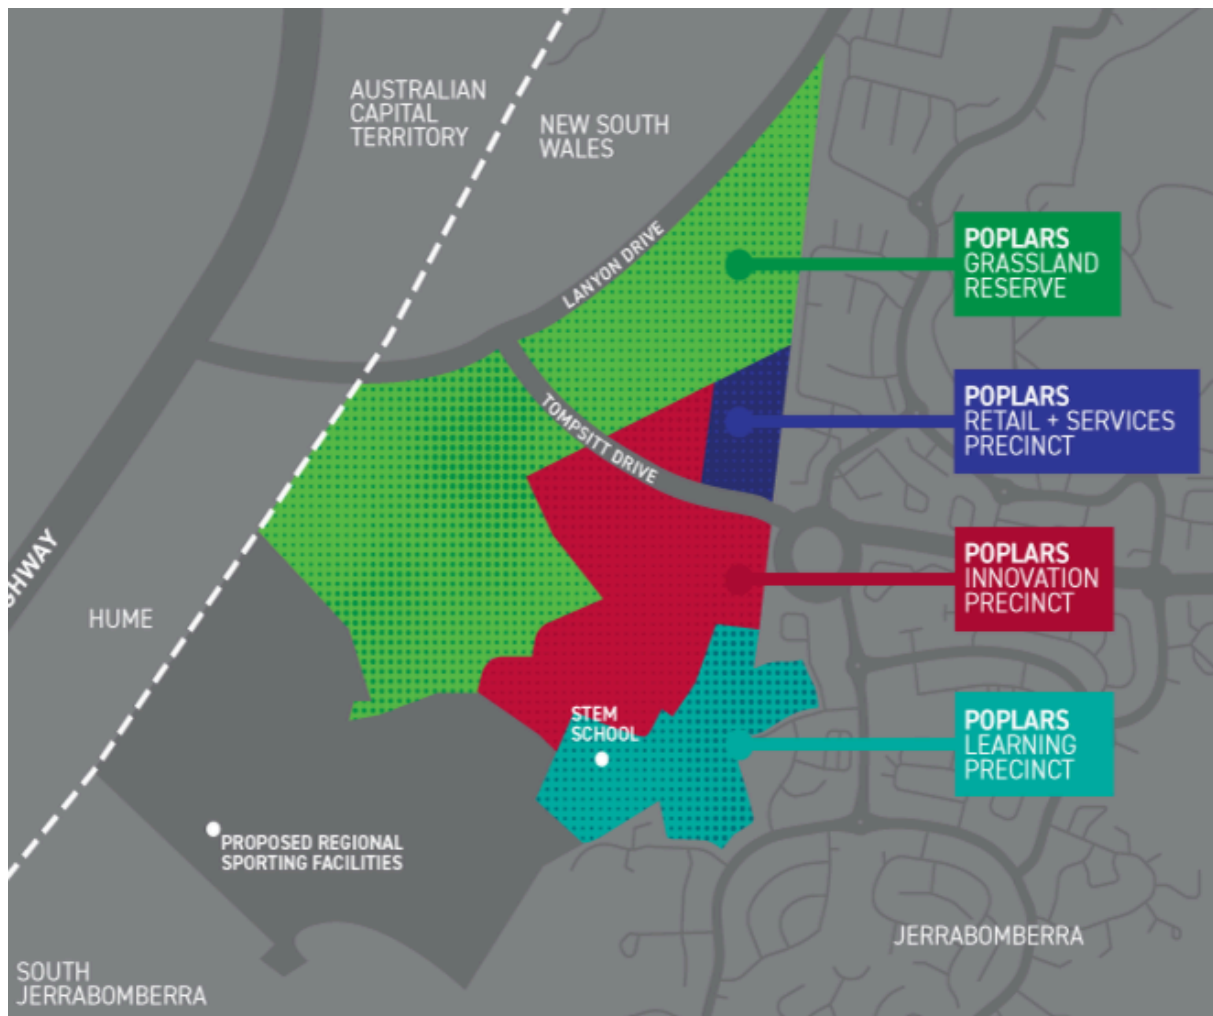 AUSTRALIAN
CAPITAL
TERRITORY
NEW SOUTH
WALES
LANYON DRIVE
POPLARS
GRASSLAND
RESERVE
TOMPSITT DRIVE
POPLARS
RETAIL + SERVICES
PRECINCT
POPLARS
INNOVATION
PRECINCT
HUME
STEM
SCHOOL
POPLARS
LEARNING
PRECINCT
PROPOSED REGIONAL
SPORTING FACILITIES
JERRABOMBERRA
SOUTH
JERRABOMBERRA